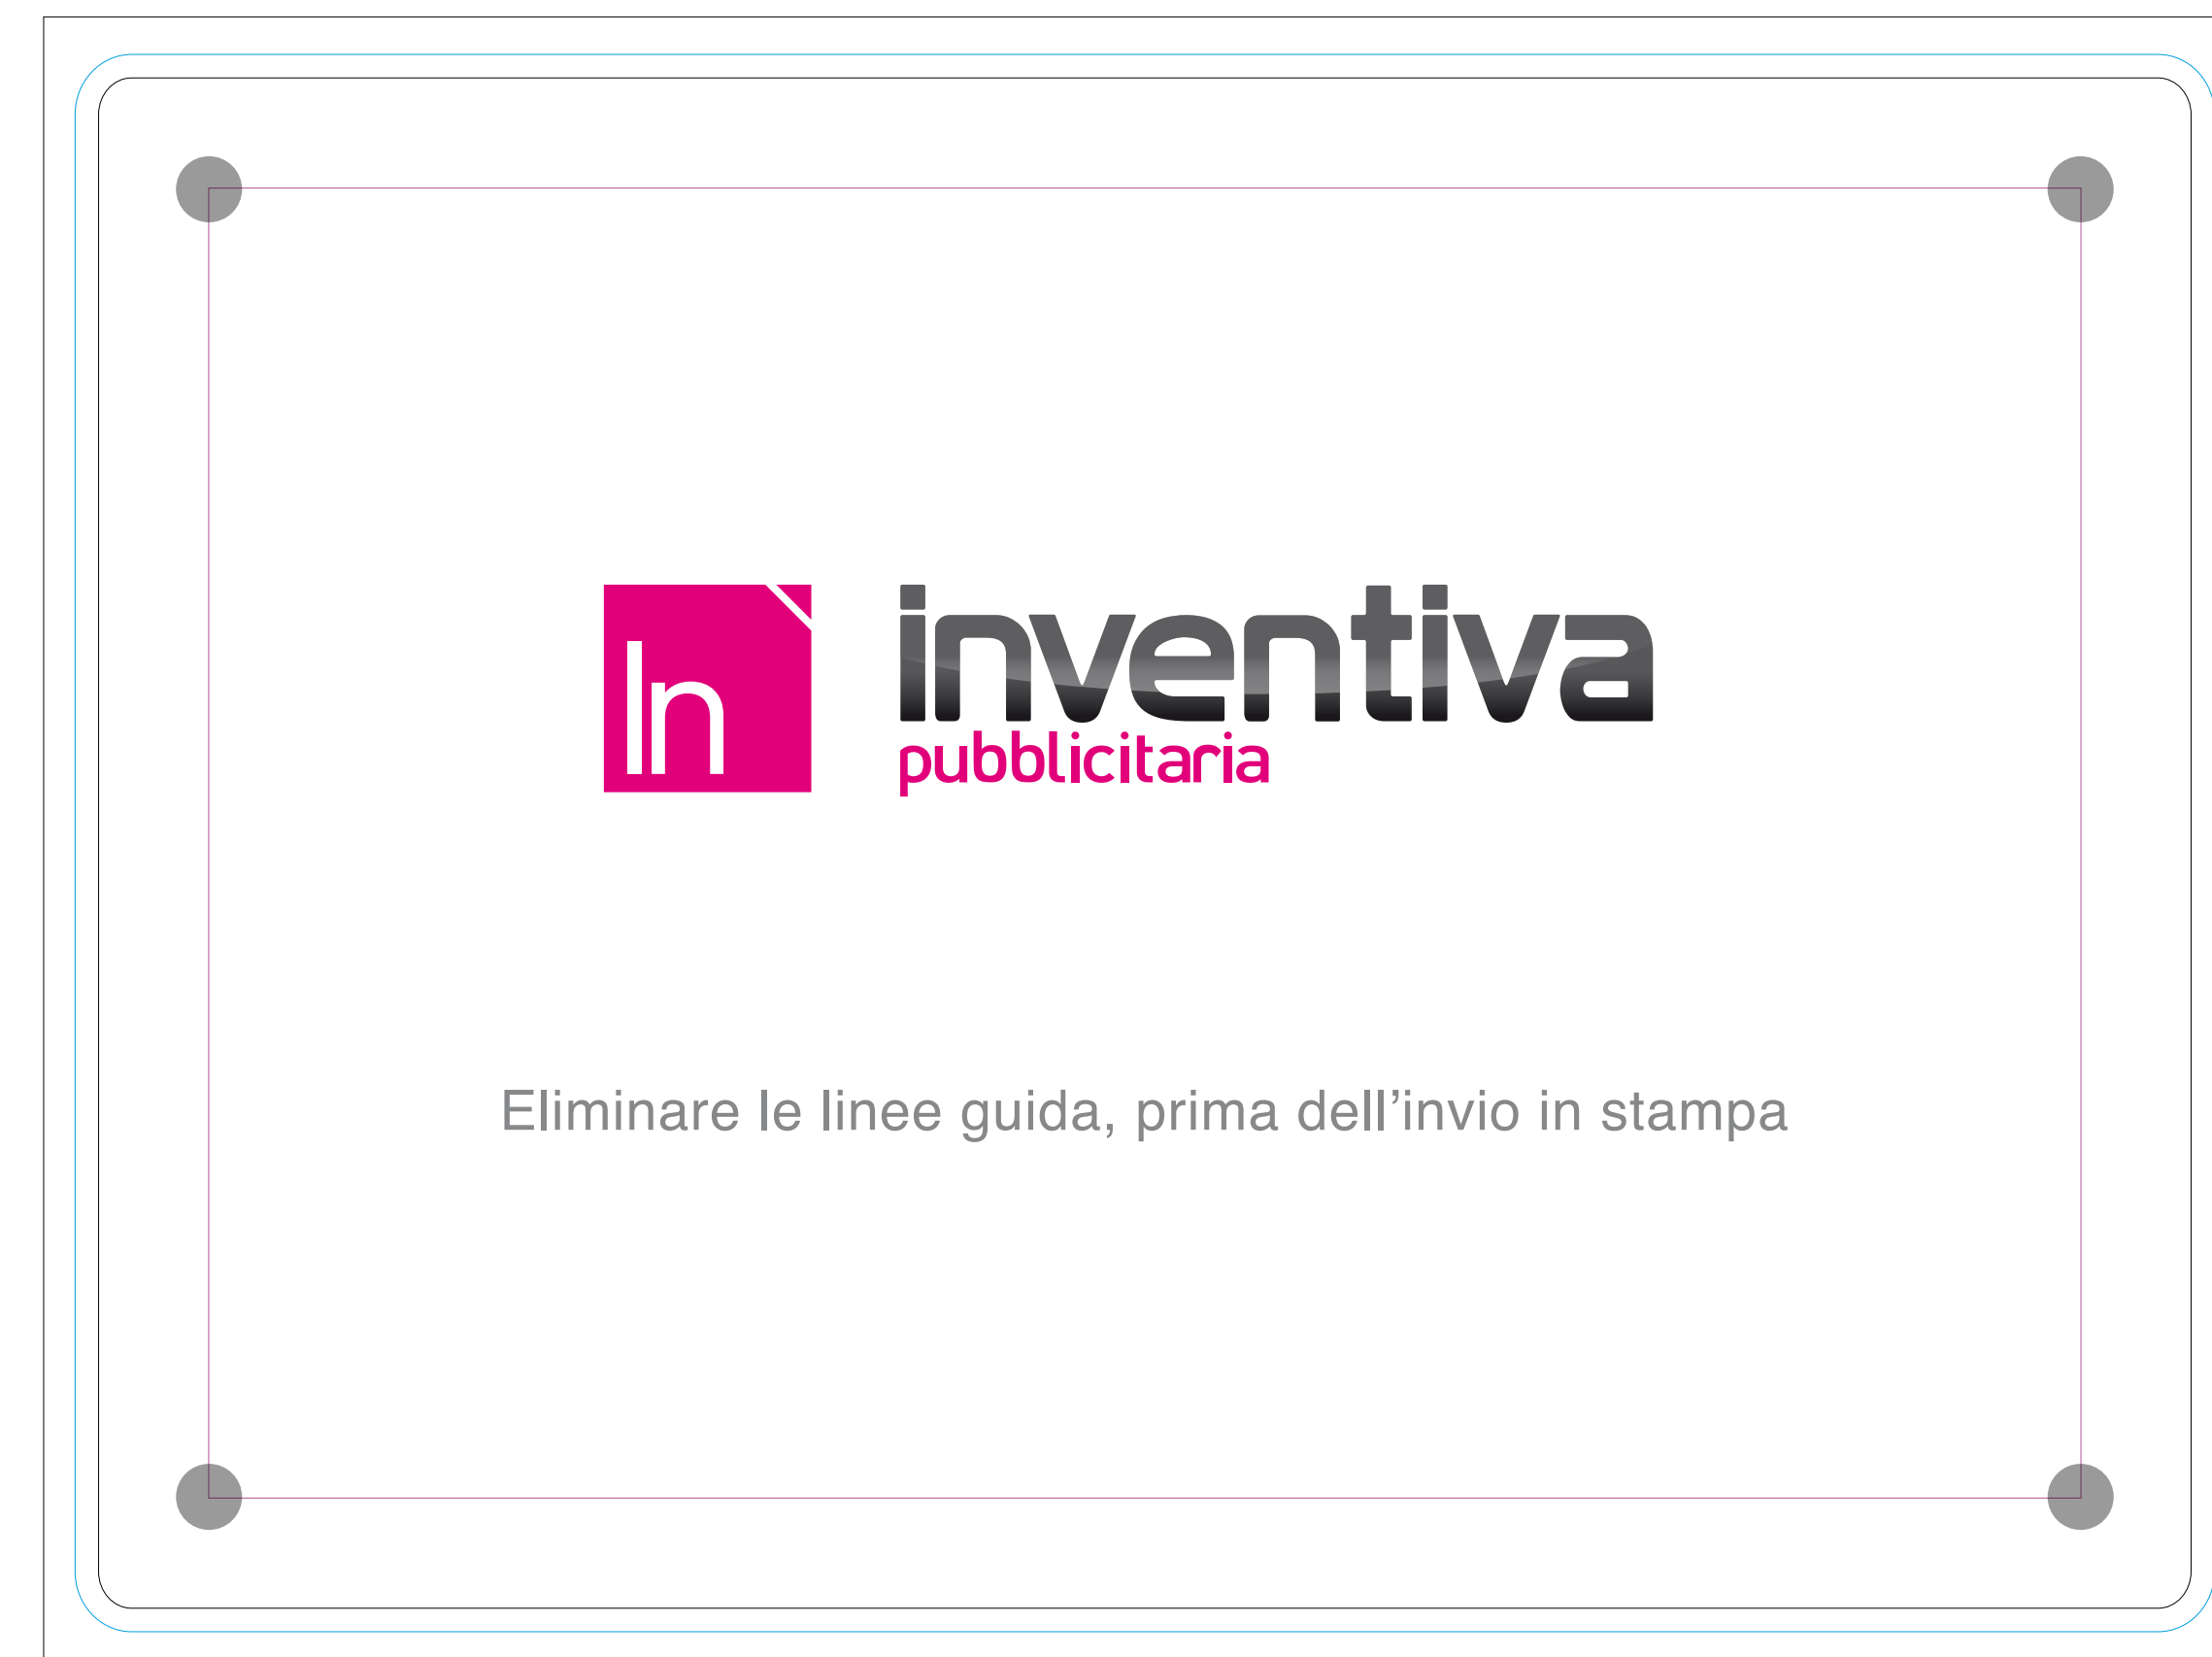 In
inventiva
pubblicitaria
Eliminare le linee guida, prima dell’invio in stampa